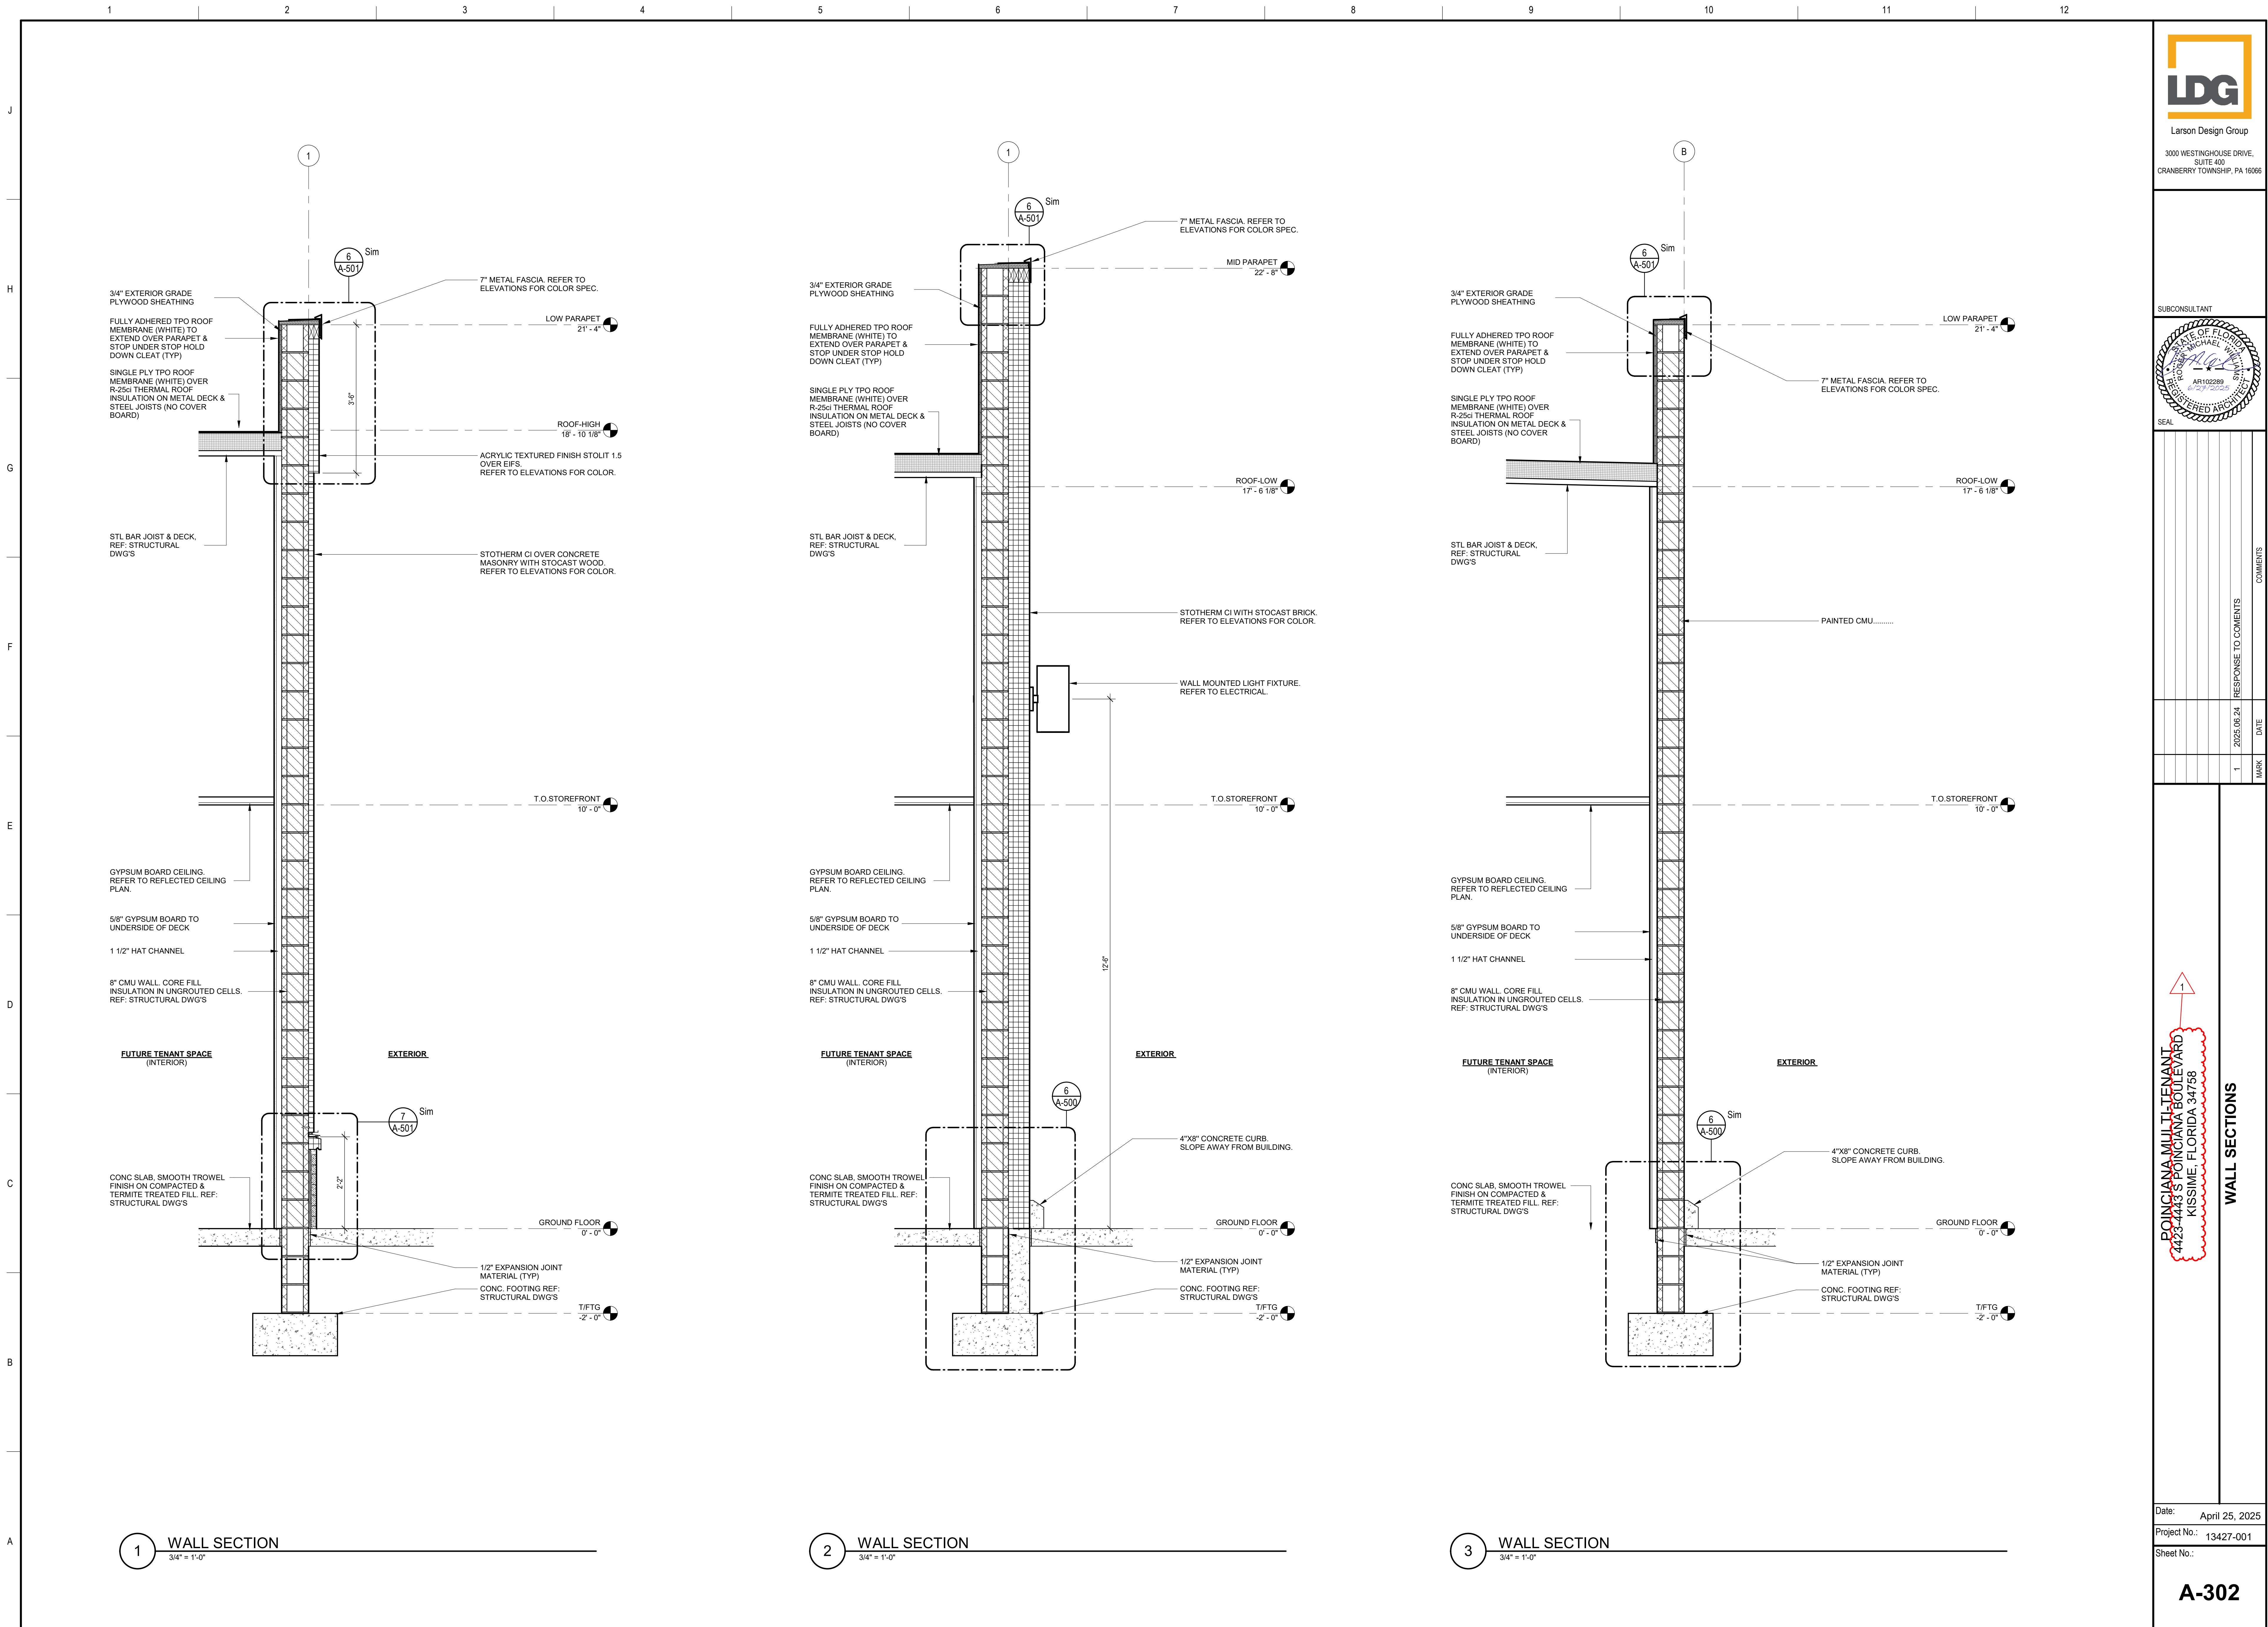 1 2 3 4 5 6 7 8 9 10 11 12
J
H
G
F
E
D
C
B
A
1
6
A-501
Sim
3/4" EXTERIOR GRADE
PLYWOOD SHEATHING
FULLY ADHERED TPO ROOF
MEMBRANE (WHITE) TO
EXTEND OVER PARAPET &
STOP UNDER STOP HOLD
DOWN CLEAT (TYP)
SINGLE PLY TPO ROOF
MEMBRANE (WHITE) OVER
R-25ci THERMAL ROOF
INSULATION ON METAL DECK &
STEEL JOISTS (NO COVER
BOARD)
STL BAR JOIST & DECK,
REF: STRUCTURAL
DWG'S
GYPSUM BOARD CEILING.
REFER TO REFLECTED CEILING
PLAN.
5/8" GYPSUM BOARD TO
UNDERSIDE OF DECK
1 1/2" HAT CHANNEL
8" CMU WALL. CORE FILL
INSULATION IN UNGROUTED CELLS.
REF: STRUCTURAL DWG'S
FUTURE TENANT SPACE
(INTERIOR)
EXTERIOR
CONC SLAB, SMOOTH TROWEL
FINISH ON COMPACTED &
TERMITE TREATED FILL. REF:
STRUCTURAL DWG'S
7" METAL FASCIA. REFER TO
ELEVATIONS FOR COLOR SPEC.
LOW PARAPET
21' - 4"
3'-6"
ROOF-HIGH
18' - 10 1/8"
ACRYLIC TEXTURED FINISH STOLIT 1.5
OVER EIFS.
REFER TO ELEVATIONS FOR COLOR.
STOTHERM CI OVER CONCRETE
MASONRY WITH STOCAST WOOD.
REFER TO ELEVATIONS FOR COLOR.
T.O.STOREFRONT
10' - 0"
7
A-501
Sim
2'-2"
GROUND FLOOR
0' - 0"
1/2" EXPANSION JOINT
MATERIAL (TYP)
CONC. FOOTING REF:
STRUCTURAL DWG'S
T/FTG
-2' - 0"
1
WALL SECTION
3/4" = 1'-0"
1
6
A-501
Sim
3/4" EXTERIOR GRADE
PLYWOOD SHEATHING
FULLY ADHERED TPO ROOF
MEMBRANE (WHITE) TO
EXTEND OVER PARAPET &
STOP UNDER STOP HOLD
DOWN CLEAT (TYP)
SINGLE PLY TPO ROOF
MEMBRANE (WHITE) OVER
R-25ci THERMAL ROOF
INSULATION ON METAL DECK &
STEEL JOISTS (NO COVER
BOARD)
STL BAR JOIST & DECK,
REF: STRUCTURAL
DWG'S
GYPSUM BOARD CEILING.
REFER TO REFLECTED CEILING
PLAN.
5/8" GYPSUM BOARD TO
UNDERSIDE OF DECK
1 1/2" HAT CHANNEL
8" CMU WALL. CORE FILL
INSULATION IN UNGROUTED CELLS.
REF: STRUCTURAL DWG'S
FUTURE TENANT SPACE
(INTERIOR)
EXTERIOR
CONC SLAB, SMOOTH TROWEL
FINISH ON COMPACTED &
TERMITE TREATED FILL. REF:
STRUCTURAL DWG'S
7" METAL FASCIA. REFER TO
ELEVATIONS FOR COLOR SPEC.
MID PARAPET
22' - 8"
ROOF-LOW
17' - 6 1/8"
STOTHERM CI WITH STOCAST BRICK.
REFER TO ELEVATIONS FOR COLOR.
WALL MOUNTED LIGHT FIXTURE.
REFER TO ELECTRICAL.
T.O.STOREFRONT
10' - 0"
12'-6"
6
A-500
4"X8" CONCRETE CURB.
SLOPE AWAY FROM BUILDING.
GROUND FLOOR
0' - 0"
1/2" EXPANSION JOINT
MATERIAL (TYP)
CONC. FOOTING REF:
STRUCTURAL DWG'S
T/FTG
-2' - 0"
2
WALL SECTION
3/4" = 1'-0"
B
6
A-501
Sim
3/4" EXTERIOR GRADE
PLYWOOD SHEATHING
FULLY ADHERED TPO ROOF
MEMBRANE (WHITE) TO
EXTEND OVER PARAPET &
STOP UNDER STOP HOLD
DOWN CLEAT (TYP)
SINGLE PLY TPO ROOF
MEMBRANE (WHITE) OVER
R-25ci THERMAL ROOF
INSULATION ON METAL DECK &
STEEL JOISTS (NO COVER
BOARD)
STL BAR JOIST & DECK,
REF: STRUCTURAL
DWG'S
GYPSUM BOARD CEILING.
REFER TO REFLECTED CEILING
PLAN.
5/8" GYPSUM BOARD TO
UNDERSIDE OF DECK
1 1/2" HAT CHANNEL
8" CMU WALL. CORE FILL
INSULATION IN UNGROUTED CELLS.
REF: STRUCTURAL DWG'S
FUTURE TENANT SPACE
(INTERIOR)
EXTERIOR
CONC SLAB, SMOOTH TROWEL
FINISH ON COMPACTED &
TERMITE TREATED FILL. REF:
STRUCTURAL DWG'S
LOW PARAPET
21' - 4"
7" METAL FASCIA. REFER TO
ELEVATIONS FOR COLOR SPEC.
ROOF-LOW
17' - 6 1/8"
PAINTED CMU..........
T.O.STOREFRONT
10' - 0"
6
A-500
Sim
4"X8" CONCRETE CURB.
SLOPE AWAY FROM BUILDING.
GROUND FLOOR
0' - 0"
1/2" EXPANSION JOINT
MATERIAL (TYP)
CONC. FOOTING REF:
STRUCTURAL DWG'S
T/FTG
-2' - 0"
3
WALL SECTION
3/4" = 1'-0"
LDG
Larson Design Group
3000 WESTINGHOUSE DRIVE,
SUITE 400
CRANBERRY TOWNSHIP, PA 16066
SUBCONSULTANT
STATE OF FLORIDA
ROGER MICHAEL WILLIAMS
AR102289
6/23/2025
REGISTERED ARCHITECT
SEAL
MARK DATE COMMENTS
1 2025.06.24 RESPONSE TO COMENTS
1
POINCIANA MULTI-TENANT
4423-4443 S POINCIANA BOULEVARD
KISSIME, FLORIDA 34758
WALL SECTIONS
Date: April 25, 2025
Project No.: 13427-001
Sheet No.:
A-302